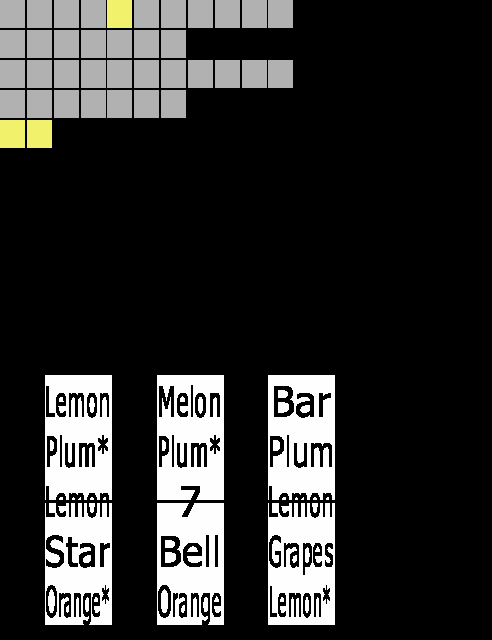 Lemon Melon Bar
Plum* Plum* Plum
Lemon 7 Lemon
Star Bell Grapes
Orange* Orange Lemon*